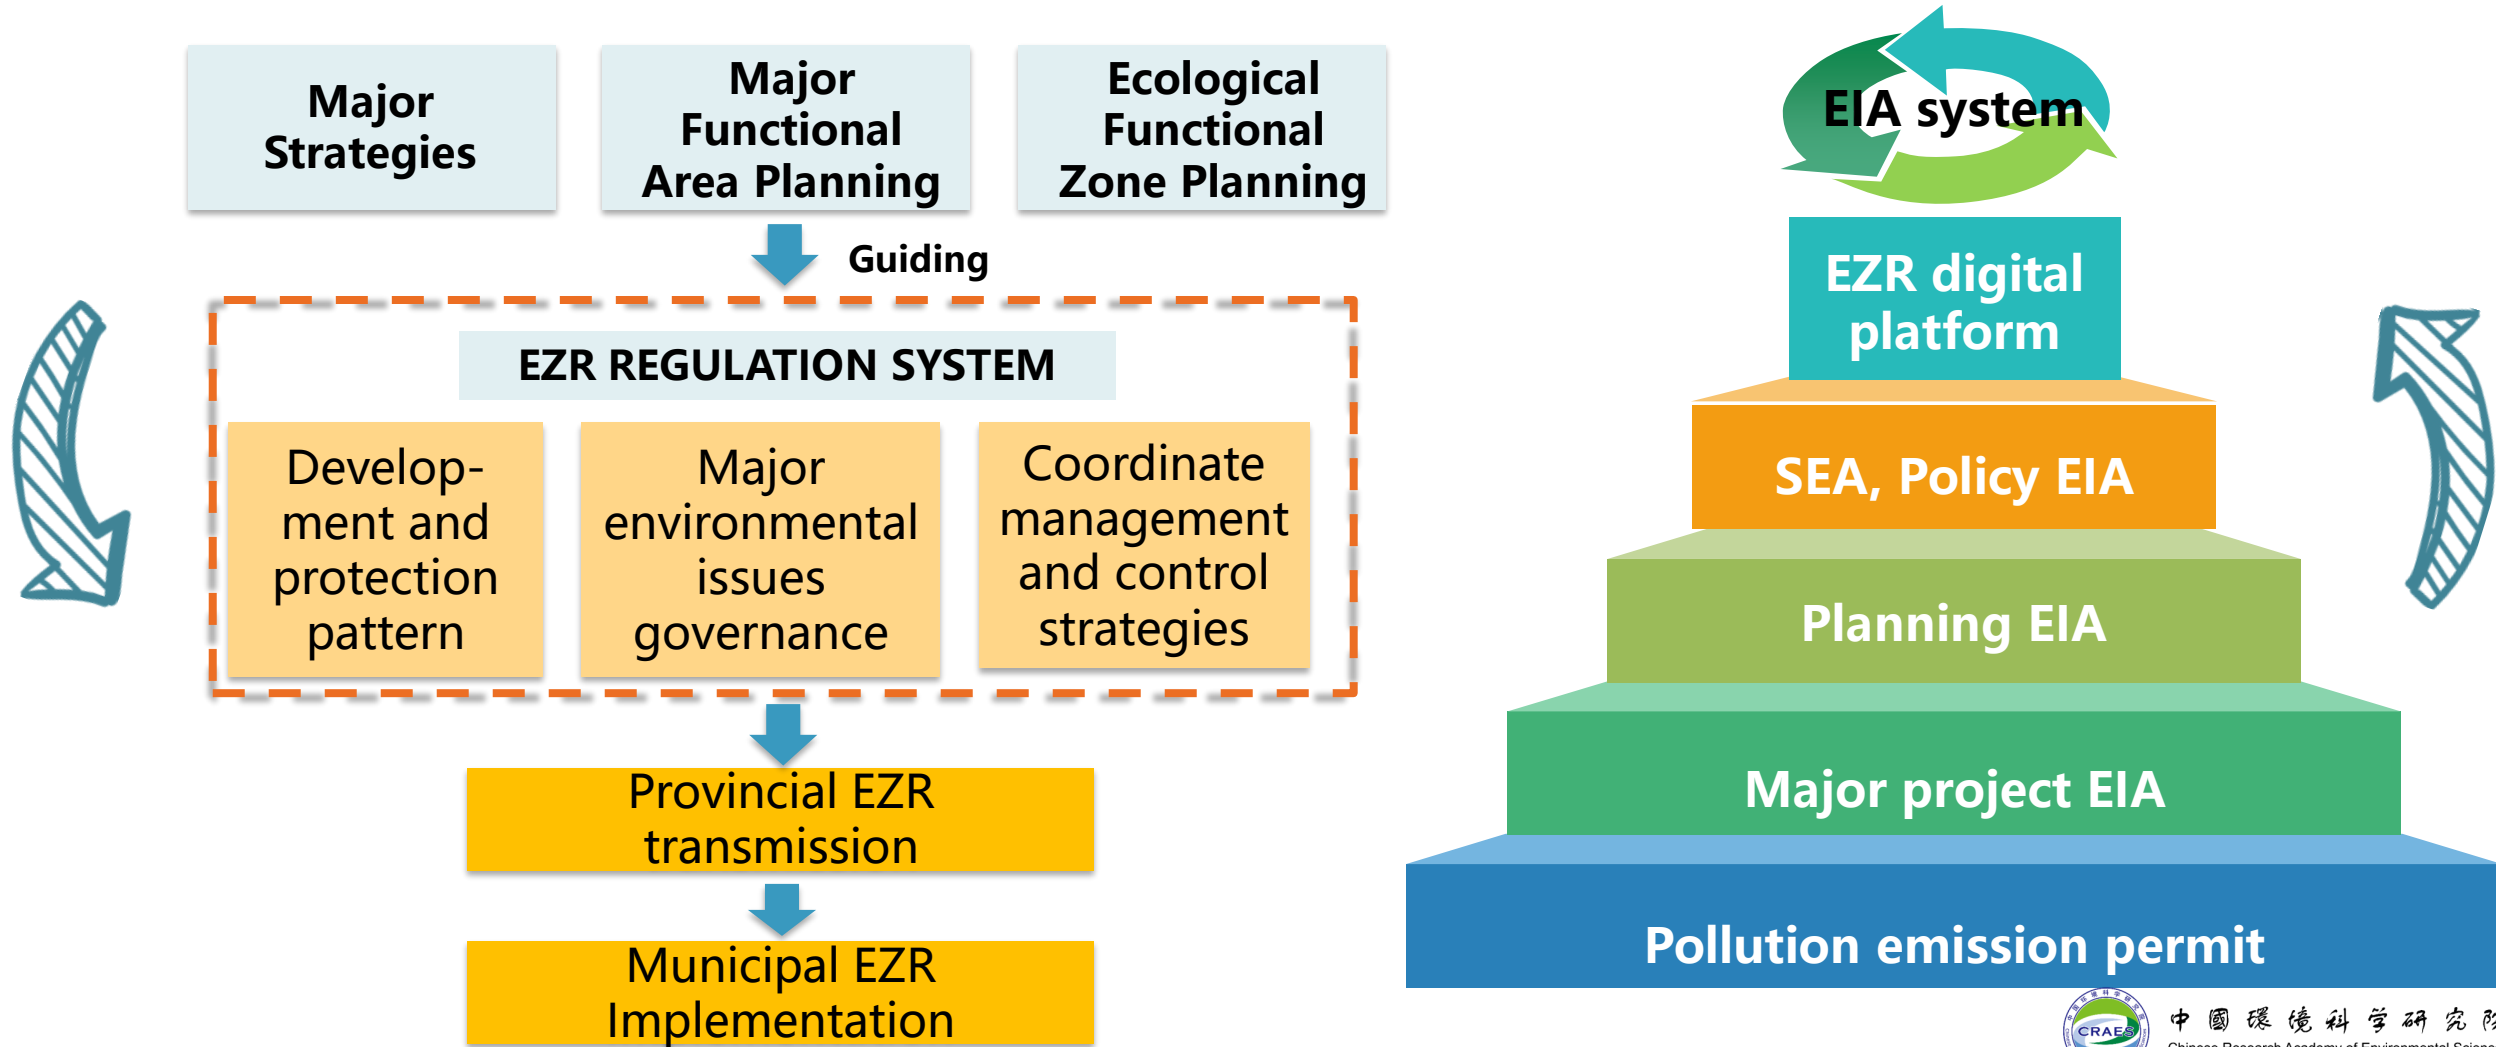 Major
Strategies
Major
Functional
Area Planning
Ecological
Functional
Zone Planning
Guiding
EZR REGULATION SYSTEM
Develop-
ment and
protection
pattern
Major
environmental
issues
governance
Coordinate
management
and control
strategies
Provincial EZR
transmission
Municipal EZR
Implementation
EIA system
EZR digital
platform
SEA, Policy EIA
Planning EIA
Major project EIA
Pollution emission permit
CRAES
中國環境科学研究